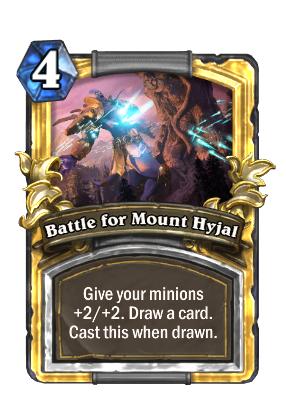 4
Battle for Mount Hyjal
Give your minions
+2/+2. Draw a card.
Cast this when drawn.